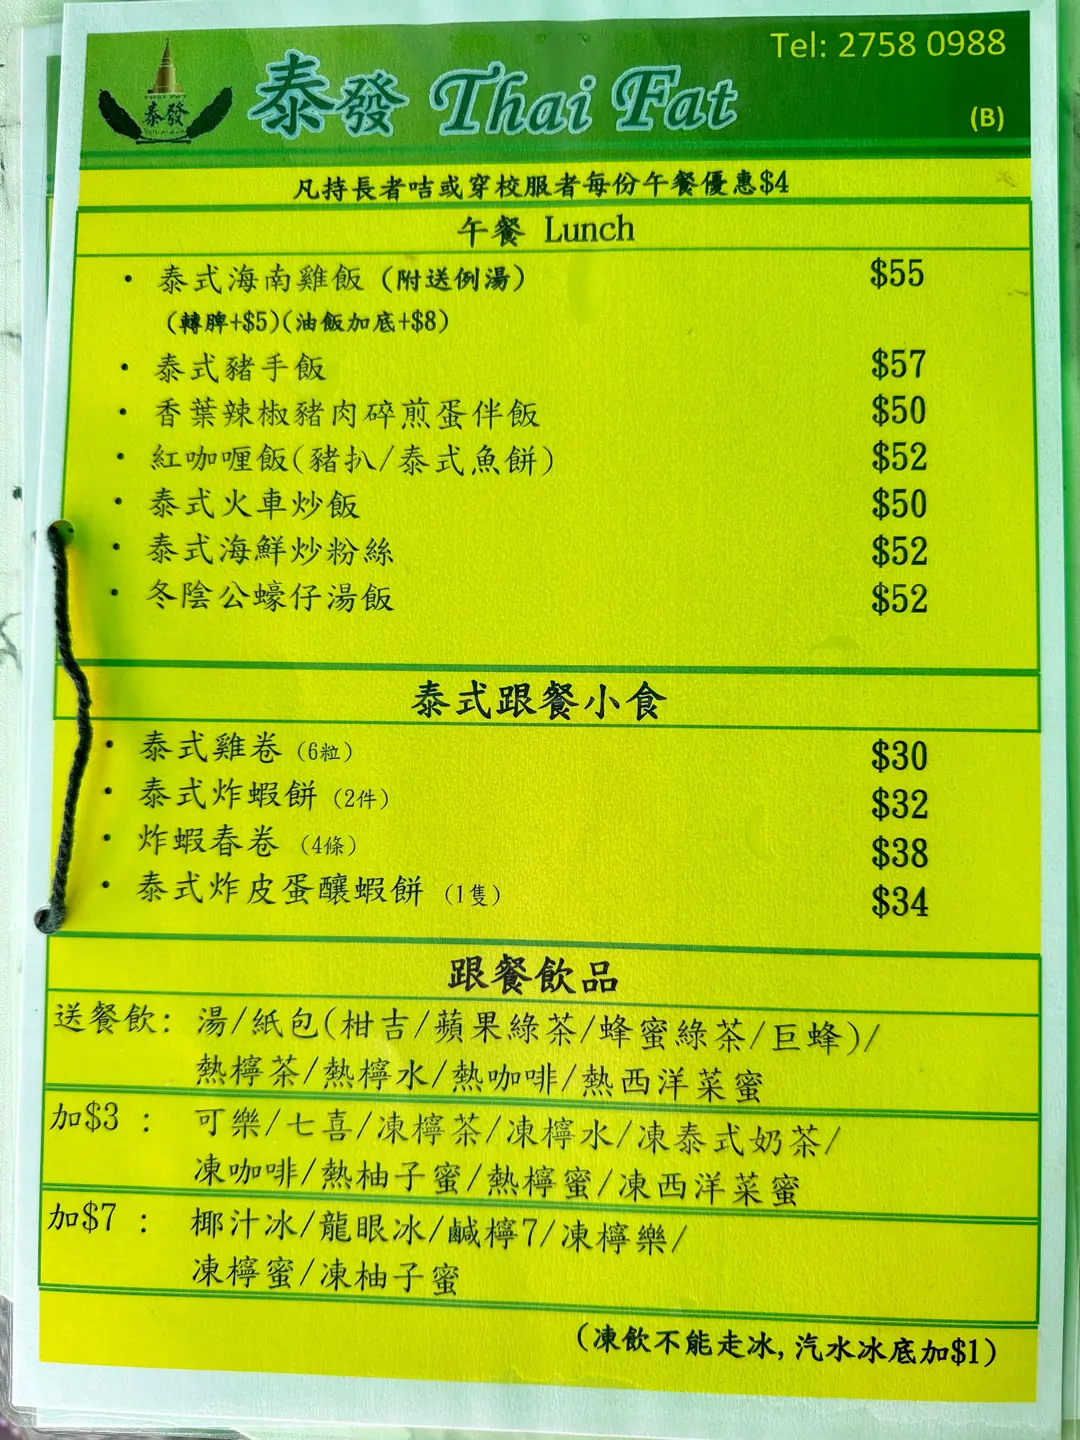 Tel: 2758 0988
泰發
泰發 Thai Fat
(B)
凡持長者咭或穿校服者每份午餐優惠$4
午餐 Lunch
• 泰式海南雞飯 (附送例湯) $55
(轉脾+$5)(油飯加底+$8)
• 泰式豬手飯 $57
• 香葉辣椒豬肉碎煎蛋伴飯 $50
• 紅咖喱飯(豬扒/泰式魚餅) $52
• 泰式火車炒飯 $50
• 泰式海鮮炒粉絲 $52
• 冬陰公蠔仔湯飯 $52
泰式跟餐小食
• 泰式雞卷 (6粒) $30
• 泰式炸蝦餅 (2件) $32
• 炸蝦春卷 (4條) $38
• 泰式炸皮蛋釀蝦餅 (1隻) $34
跟餐飲品
送餐飲: 湯/紙包(柑吉/蘋果綠茶/蜂蜜綠茶/巨蜂)/
熱檸茶/熱檸水/熱咖啡/熱西洋菜蜜
加$3 : 可樂/七喜/凍檸茶/凍檸水/凍泰式奶茶/
凍咖啡/熱柚子蜜/熱檸蜜/凍西洋菜蜜
加$7 : 椰汁冰/龍眼冰/鹹檸7/凍檸樂/
凍檸蜜/凍柚子蜜
(凍飲不能走冰, 汽水冰底加$1)